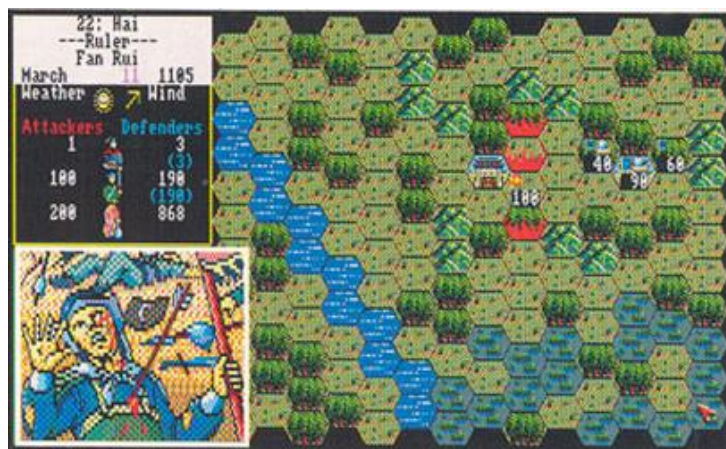 22: Hai
---Ruler---
Fan Rui
March 11 1105
Weather Wind
Attackers Defenders
1 3
(3)
100 190
(190)
200 868
40 90 60
100